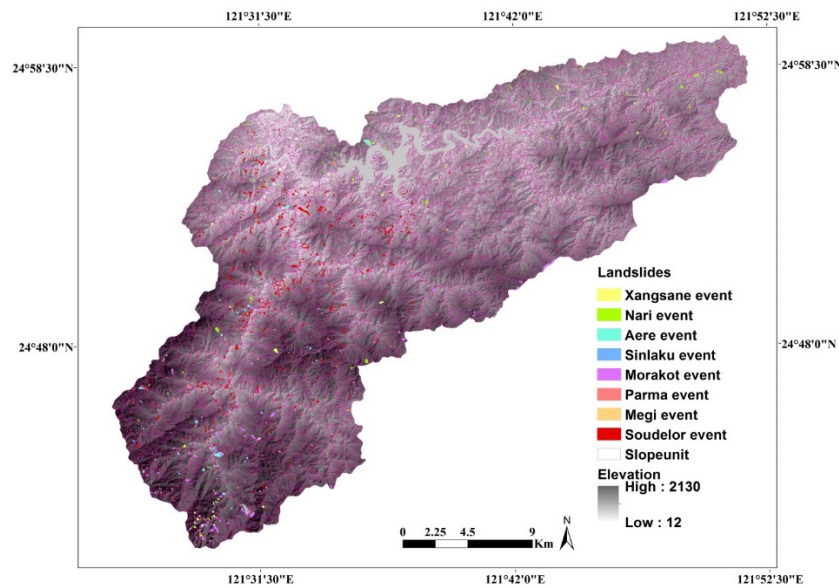 121°31'30"E 121°42'0"E 121°52'30"E
24°58'30"N 24°58'30"N
Landslides
Xangsane event
Nari event
Aere event
Sinlaku event
24°48'0"N 24°48'0"N
Morakot event
Parma event
Megi event
Soudelor event
Slopeunit
Elevation
High : 2130
Low : 12
N
0 2.25 4.5 9
Km
121°31'30"E 121°42'0"E 121°52'30"E